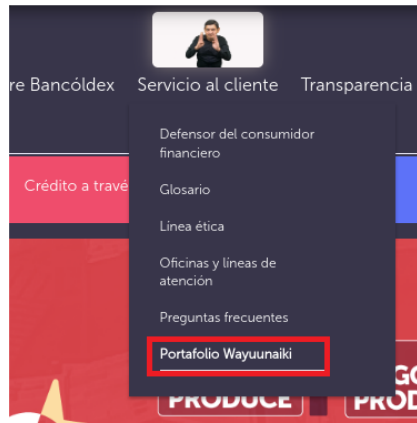 re Bancóldex Servicio al cliente Transparencia
Defensor del consumidor
financiero
Glosario
Crédito a travé
Línea ética
Oficinas y líneas de
atención
Preguntas frecuentes
Portafolio Wayuunaiki
PRODUCE